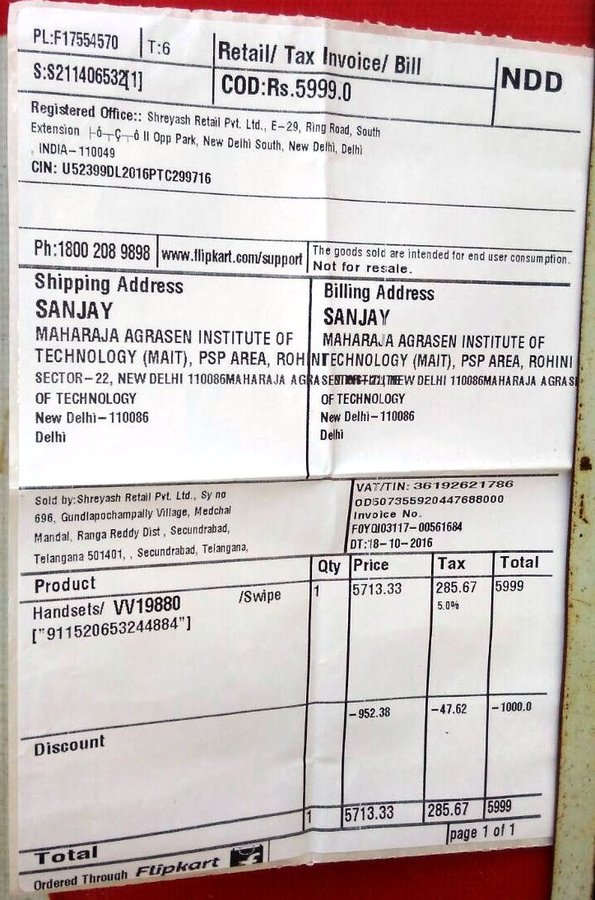 PL:F17554570
T:6
Retail/ Tax Invoice/ Bill
NDD
S:S211406532[1]
COD:Rs.5999.0
Registered Office:: Shreyash Retail Pvt. Ltd., E-29, Ring Road, South
Extension ├ô┬Ç┬ô II Opp Park, New Delhi South, New Delhi, Delhi
, INDIA-110049
CIN: U52399DL2016PTC299716
Ph:1800 208 9898
www.flipkart.com/support
The goods sold are intended for end user consumption.
Not for resale.
Shipping Address
SANJAY
MAHARAJA AGRASEN INSTITUTE OF
TECHNOLOGY (MAIT), PSP AREA, ROHINI
SECTOR-22, NEW DELHI 110086MAHARAJA AGRASEN
OF TECHNOLOGY
New Delhi-110086
Delhi
Billing Address
SANJAY
MAHARAJA AGRASEN INSTITUTE OF
TECHNOLOGY (MAIT), PSP AREA, ROHINI
NEW DELHI 110086MAHARAJA
OF TECHNOLOGY
New Delhi-110086
Delhi
Sold by:Shreyash Retail Pvt. Ltd., Sy no
696, Gundlapochampally Village, Medchal
Mandal, Ranga Reddy Dist , Secundrabad,
Telangana 501401, , Secundrabad, Telangana,
VAT/TIN: 36192621786
OD507355920447688000
Invoice No.
F0YQI03117-00561684
DT:18-10-2016
Product Qty Price Tax Total
Handsets/ VV19880 /Swipe 1 5713.33 285.67 5999
5.0%
["911520653244884"]
-952.38 -47.62 -1000.0
Discount
1 5713.33 285.67 5999
Total
page 1 of 1
Ordered Through Flipkart